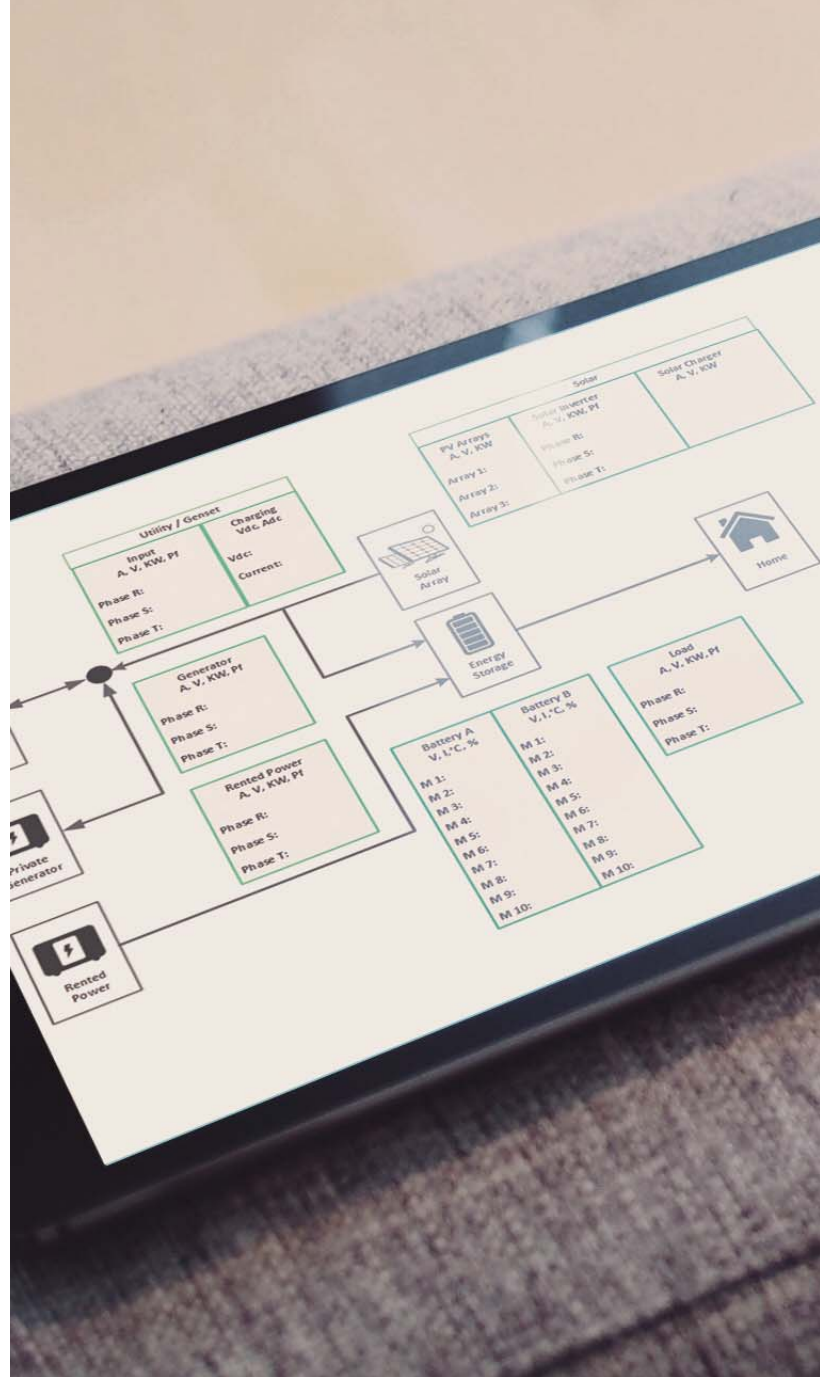 Solar
PV Arrays
A, V, KW
Array 1:
Array 2:
Array 3:
Solar Inverter
A, V, KW, Pf
Phase R:
Phase S:
Phase T:
Solar Charger
A, V, KW
Utility / Genset
Input
A, V, KW, Pf
Phase R:
Phase S:
Phase T:
Charging
Vdc, Adc
Vdc:
Current:
Solar
Array
Home
Energy
Storage
Generator
A, V, KW, Pf
Phase R:
Phase S:
Phase T:
Load
A, V, KW, Pf
Phase R:
Phase S:
Phase T:
Rented Power
A, V, KW, Pf
Phase R:
Phase S:
Phase T:
Battery A
V, I,°C, %
M 1:
M 2:
M 3:
M 4:
M 5:
M 6:
M 7:
M 8:
M 9:
M 10:
Battery B
V, I,°C, %
M 1:
M 2:
M 3:
M 4:
M 5:
M 6:
M 7:
M 8:
M 9:
M 10:
Private
Generator
Rented
Power